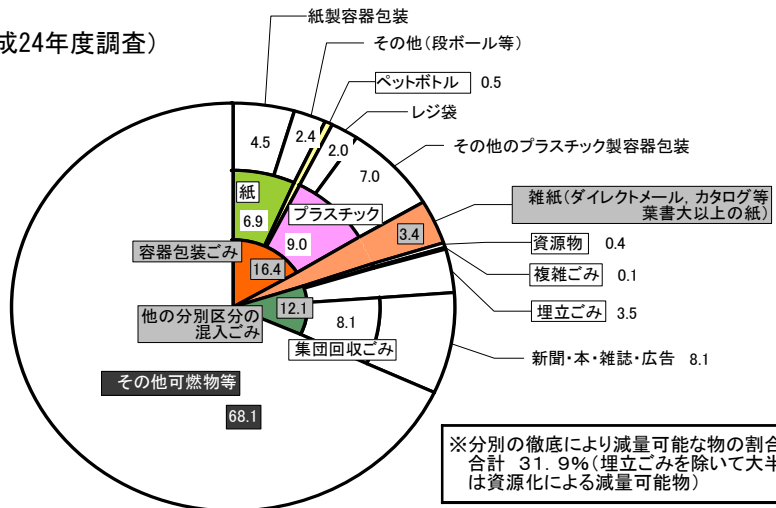 成24年度調査）
紙製容器包装
その他（段ボール等）
ペットボトル 0.5
レジ袋
その他のプラスチック製容器包装
4.5
2.4
2.0
7.0
紙
6.9
プラスチック
9.0
雑紙（ダイレクトメール, カタログ等
葉書大以上の紙）
3.4
資源物 0.4
複雑ごみ 0.1
埋立ごみ 3.5
容器包装ごみ
16.4
他の分別区分の
混入ごみ
12.1
8.1
集団回収ごみ
新聞・本・雑誌・広告 8.1
その他可燃物等
68.1
※分別の徹底により減量可能な物の割合
合計 31．9%（埋立ごみを除いて大半
は資源化による減量可能物）